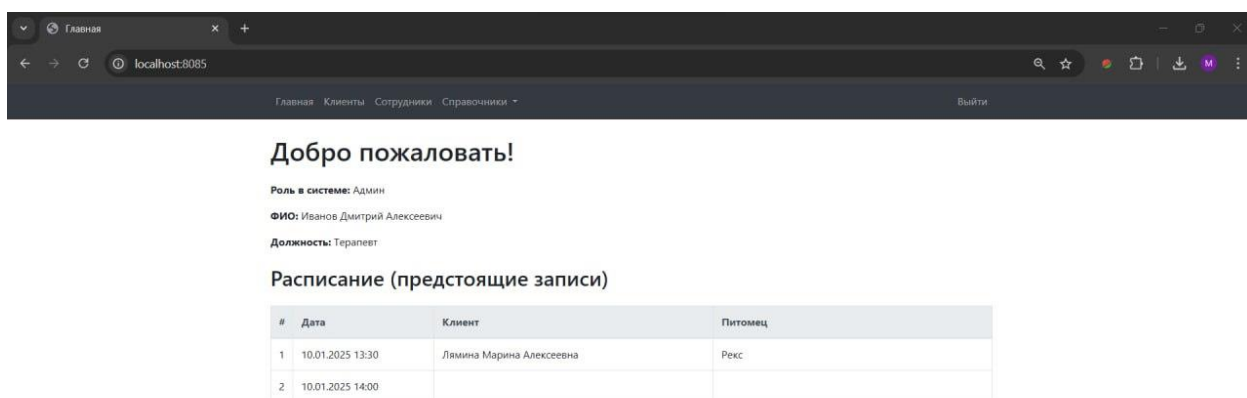 Главная
localhost:8085
M
Главная Клиенты Сотрудники Справочники Выйти
Добро пожаловать!
Роль в системе: Админ
ФИО: Иванов Дмитрий Алексеевич
Должность: Терапевт
Расписание (предстоящие записи)
# Дата Клиент Питомец
1 10.01.2025 13:30 Лямина Марина Алексеевна Рекс
2 10.01.2025 14:00